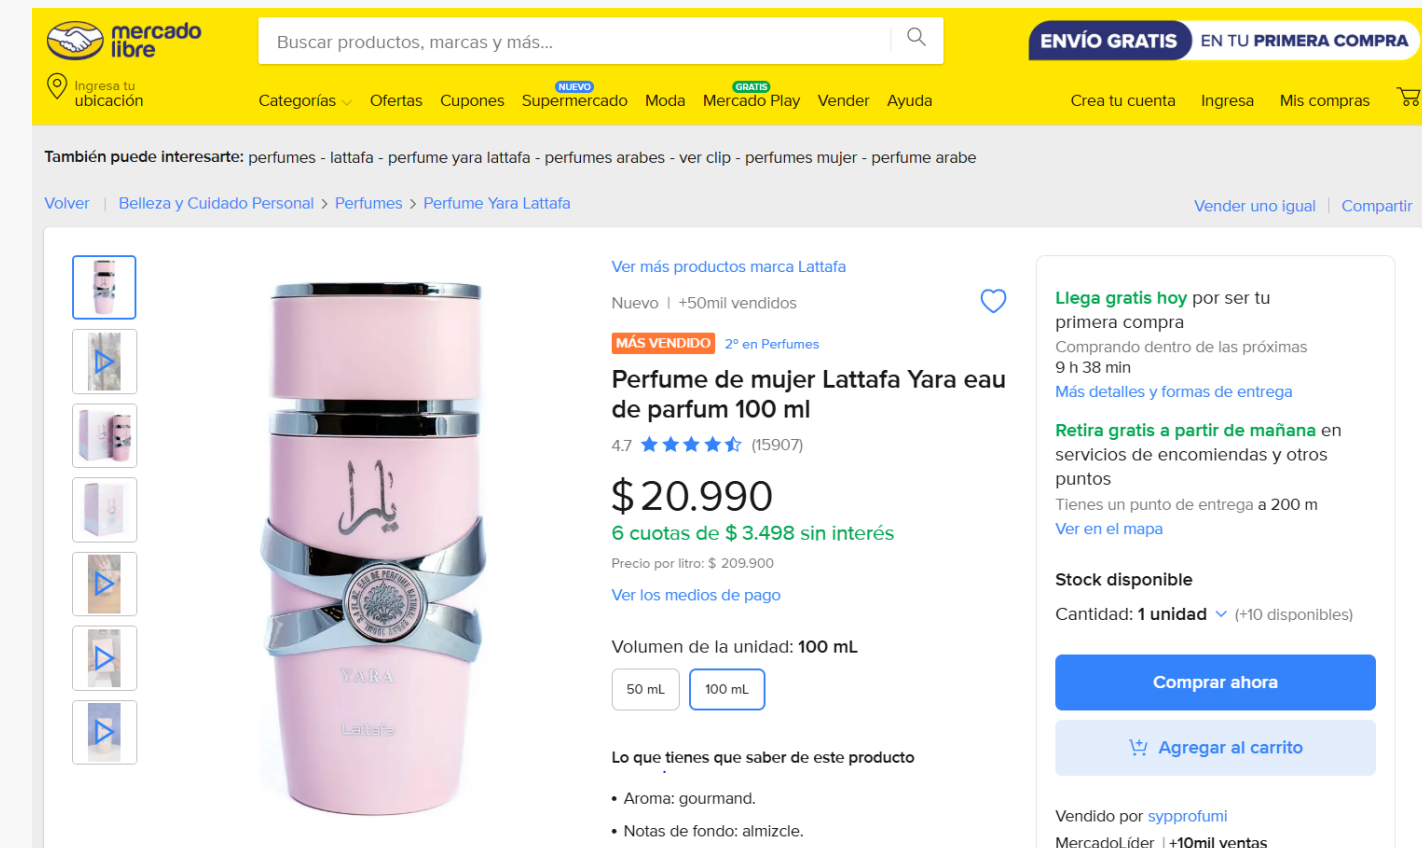 mercado
libre
Buscar productos, marcas y más...
ENVÍO GRATIS EN TU PRIMERA COMPRA
Ingresa tu
ubicación
Categorías
Ofertas
Cupones
NUEVO
Supermercado
Moda
GRATIS
Mercado Play
Vender
Ayuda
Crea tu cuenta
Ingresa
Mis compras
También puede interesarte: perfumes - lattafa - perfume yara lattafa - perfumes arabes - ver clip - perfumes mujer - perfume arabe
Volver | Belleza y Cuidado Personal > Perfumes > Perfume Yara Lattafa
Vender uno igual | Compartir
يارا
EAU DE PERFUME NATURAL SPRAY
YARA
Lattafa
Ver más productos marca Lattafa
Nuevo | +50mil vendidos
MÁS VENDIDO 2º en Perfumes
Perfume de mujer Lattafa Yara eau
de parfum 100 ml
4.7 (15907)
$ 20.990
6 cuotas de $ 3.498 sin interés
Precio por litro: $ 209.900
Ver los medios de pago
Volumen de la unidad: 100 mL
50 mL
100 mL
Lo que tienes que saber de este producto
• Aroma: gourmand.
• Notas de fondo: almizcle.
Llega gratis hoy por ser tu
primera compra
Comprando dentro de las próximas
9 h 38 min
Más detalles y formas de entrega
Retira gratis a partir de mañana en
servicios de encomiendas y otros
puntos
Tienes un punto de entrega a 200 m
Ver en el mapa
Stock disponible
Cantidad: 1 unidad (+10 disponibles)
Comprar ahora
Agregar al carrito
Vendido por sypprofumi
MercadoLíder | +10mil ventas